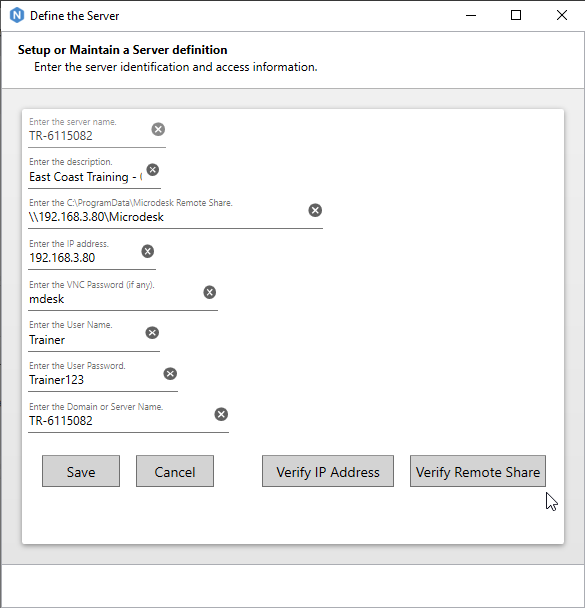 N Define the Server
Setup or Maintain a Server definition
Enter the server identification and access information.
Enter the server name.
TR-6115082
Enter the description.
East Coast Training -
Enter the C:\ProgramData\Microdesk Remote Share.
\\192.168.3.80\Microdesk
Enter the IP address.
192.168.3.80
Enter the VNC Password (if any).
mdesk
Enter the User Name.
Trainer
Enter the User Password.
Trainer123
Enter the Domain or Server Name.
TR-6115082
Save Cancel Verify IP Address Verify Remote Share